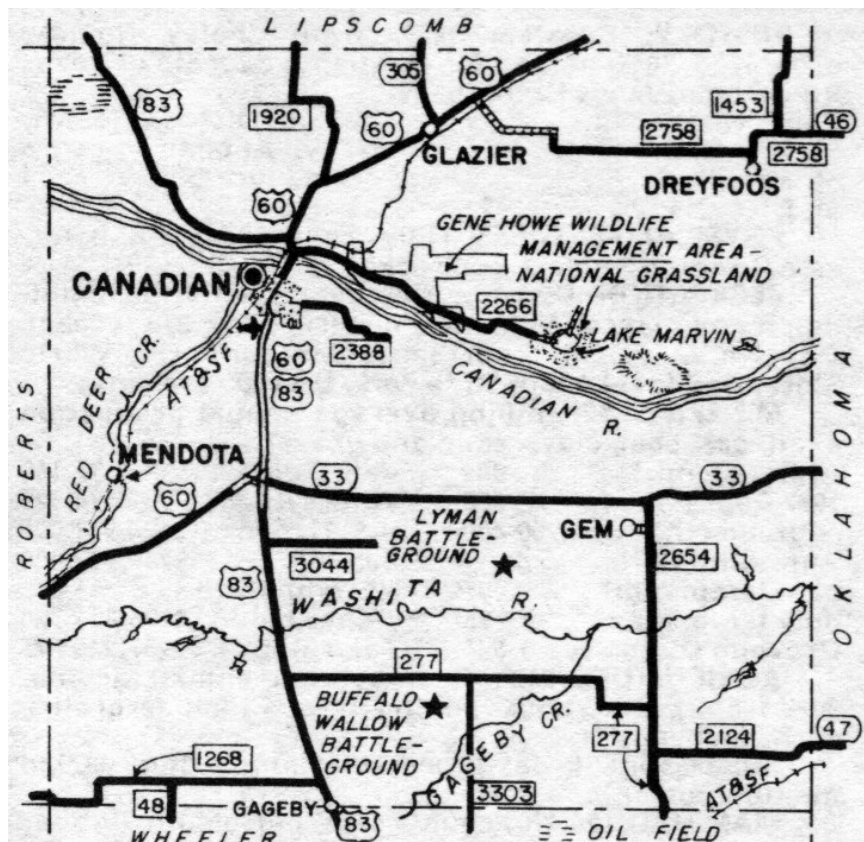 LIPSCOMB
83
1920
305
60
60
1453
46
2758
2758
GLAZIER
DREYFOOS
60
GENE HOWE WILDLIFE
MANAGEMENT AREA-
NATIONAL GRASSLAND
CANADIAN
2266
LAKE MARVIN
2388
60
83
AT&SF
RED DEER CR.
CANADIAN
R.
ROBERTS
OKLAHOMA
MENDOTA
60
33
33
LYMAN
BATTLE-
GROUND
GEM
3044
2654
83
WASHITA
R.
277
BUFFALO
WALLOW
BATTLE-
GROUND
GAGEBY CR.
277
2124
47
1268
48
GAGEBY
83
3303
AT&SF
WHEELER
OIL FIELD